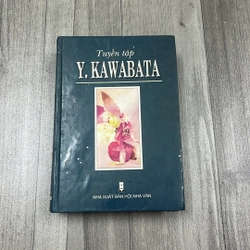 Tuyển tập
Y. KAWABATA
NHÀ XUẤT BẢN HỘI NHÀ VĂN